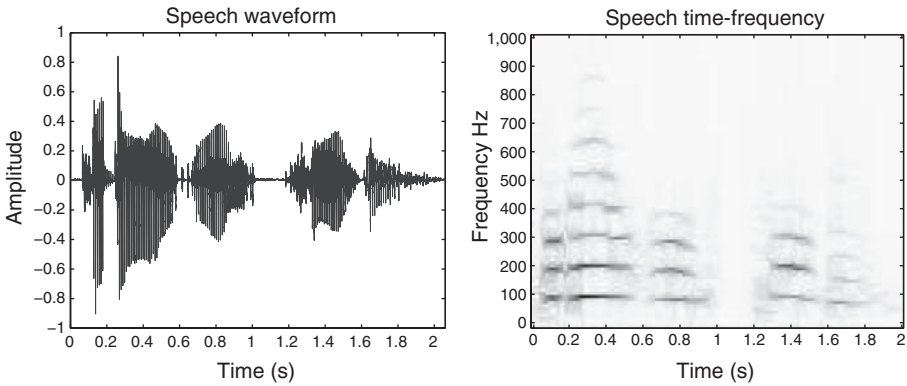 Speech waveform
1
0.8
0.6
0.4
0.2
0
−0.2
−0.4
−0.6
−0.8
−1
Amplitude
0 0.2 0.4 0.6 0.8 1 1.2 1.4 1.6 1.8 2
Time (s)
Speech time-frequency
1,000
900
800
700
600
500
400
300
200
100
0
Frequency Hz
0 0.2 0.4 0.6 0.8 1 1.2 1.4 1.6 1.8 2
Time (s)